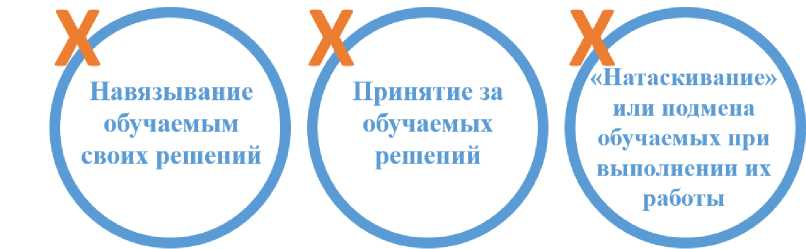 X
Навязывание
обучаемым
своих решений
X
Принятие за
обучаемых
решений
X
«Натаскивание»
или подмена
обучаемых при
выполнении их
работы